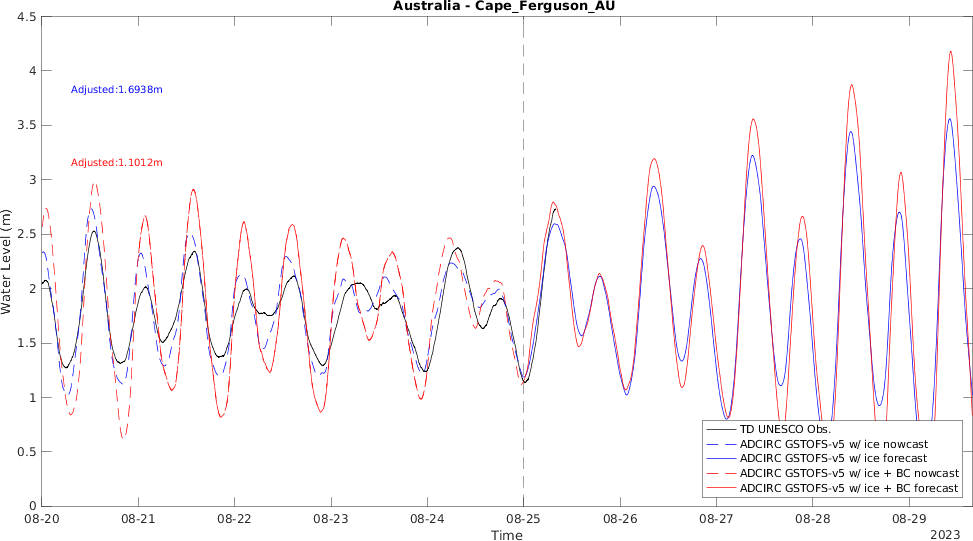 Australia - Cape_Ferguson_AU
4.5
4
3.5
3
2.5
2
1.5
1
0.5
0
Water Level (m)
Adjusted:1.6938m
Adjusted:1.1012m
TD UNESCO Obs.
ADCIRC GSTOFS-v5 w/ ice nowcast
ADCIRC GSTOFS-v5 w/ ice forecast
ADCIRC GSTOFS-v5 w/ ice + BC nowcast
ADCIRC GSTOFS-v5 w/ ice + BC forecast
08-20 08-21 08-22 08-23 08-24 08-25 08-26 08-27 08-28 08-29
Time
2023